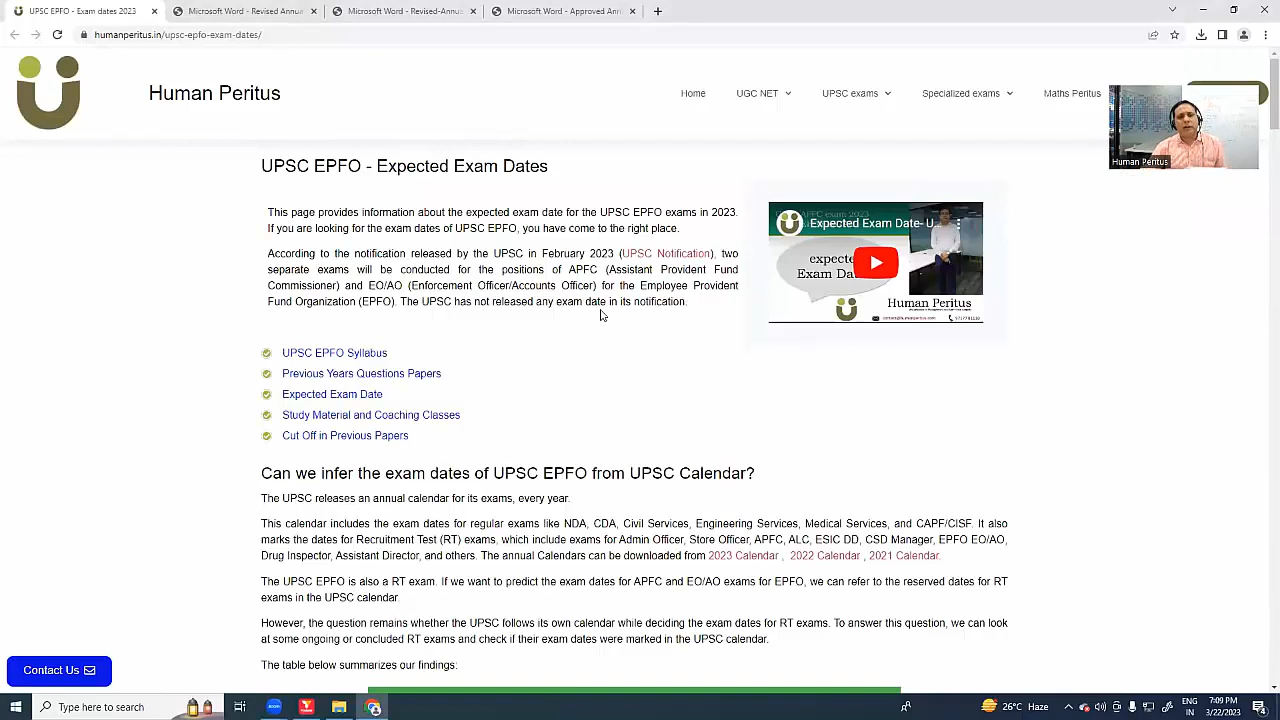 UPSC EPFO - Exam dates 2023
Microsoft Word - Revised Annua
Microsoft Word - Revised-Annua
Microsoft Word - Approved Ann
humanperitus.in/upsc-epfo-exam-dates/
Human Peritus
Home
UGC NET
UPSC exams
Specialized exams
Maths Peritus
Human Peritus
UPSC EPFO - Expected Exam Dates
This page provides information about the expected exam date for the UPSC EPFO exams in 2023.
If you are looking for the exam dates of UPSC EPFO, you have come to the right place.
According to the notification released by the UPSC in February 2023 (UPSC Notification), two
separate exams will be conduted for the positions of APFC (Assistant Provident Fund
Commissioner) and EO/AO (Enforcement Officer/Accounts Officer) for the Employee Provident
Fund Organization (EPFO). The UPSC has not released any exam date in its notification.
Expected Exam Date- U...
expec
Exam Da
Human Peritus
UPSC EPFO Syllabus
Previous Years Questions Papers
Expected Exam Date
Study Material and Coaching Classes
Cut Off in Previous Papers
Can we infer the exam dates of UPSC EPFO from UPSC Calendar?
The UPSC releases an annual calendar for its exams, every year.
This calendar includes the exam dates for regular exams like NDA, CDA, Civil Services, Engineering Services, Medical Services, and CAPF/CISF. It also
marks the dates for Recruitment Test (RT) exams, which include exams for Admin Officer, Store Officer, APFC, ALC, ESIC DD, CSD Manager, EPFO EO/AO,
Drug Inspector, Assistant Director, and others. The annual Calendars can be downloaded from 2023 Calendar , 2022 Calendar , 2021 Calendar.
The UPSC EPFO is also a RT exam. If we want to predict the exam dates for APFC and EO/AO exams for EPFO, we can refer to the reserved dates for RT
exams in the UPSC calendar.
However, the question remains whether the UPSC follows its own calendar while deciding the exam dates for RT exams. To answer this question, we can look
at some ongoing or concluded RT exams and check if their exam dates were marked in the UPSC calendar.
The table below summarizes our findings:
Contact Us
Type here to search
26°C Haze
ENG
IN
7:09 PM
3/22/2023